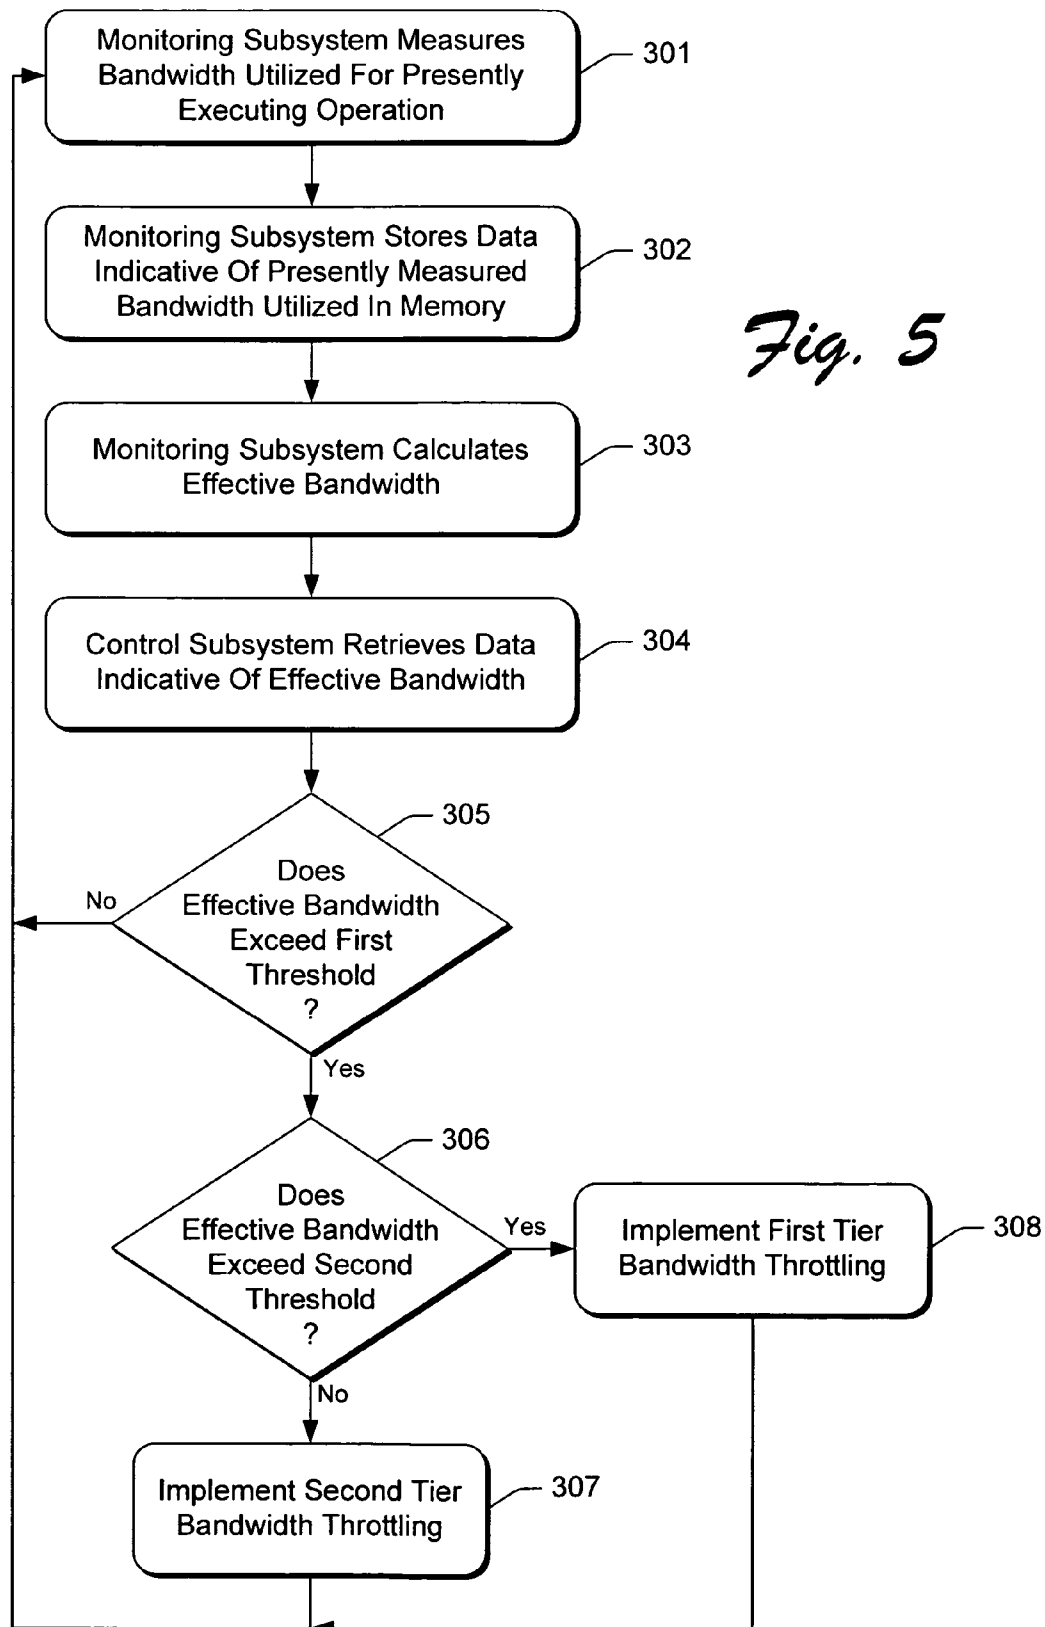 Monitoring Subsystem Measures
Bandwidth Utilized For Presently
Executing Operation
301
Monitoring Subsystem Stores Data
Indicative Of Presently Measured
Bandwidth Utilized In Memory
302
Fig. 5
Monitoring Subsystem Calculates
Effective Bandwidth
303
Control Subsystem Retrieves Data
Indicative Of Effective Bandwidth
304
305
Does
Effective Bandwidth
Exceed First
Threshold
?
No
Yes
306
Does
Effective Bandwidth
Exceed Second
Threshold
?
Yes
Implement First Tier
Bandwidth Throttling
308
No
Implement Second Tier
Bandwidth Throttling
307